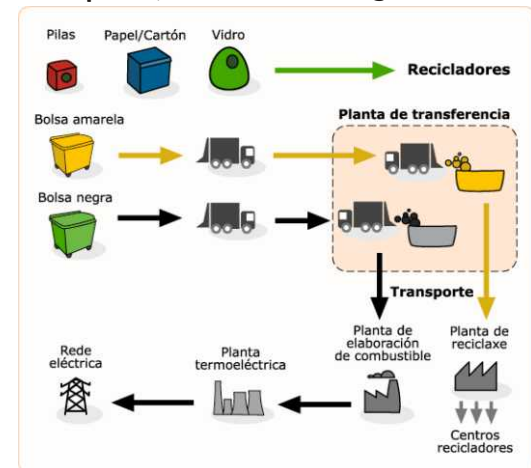 Pilas
Papel/Cartón
Vidro
Recicladores
Bolsa amarela
Planta de transferencia
Bolsa negra
Transporte
Rede
eléctrica
Planta
termoeléctrica
Planta de
elaboración
de combustible
Planta de
reciclaxe
Centros
recicladores